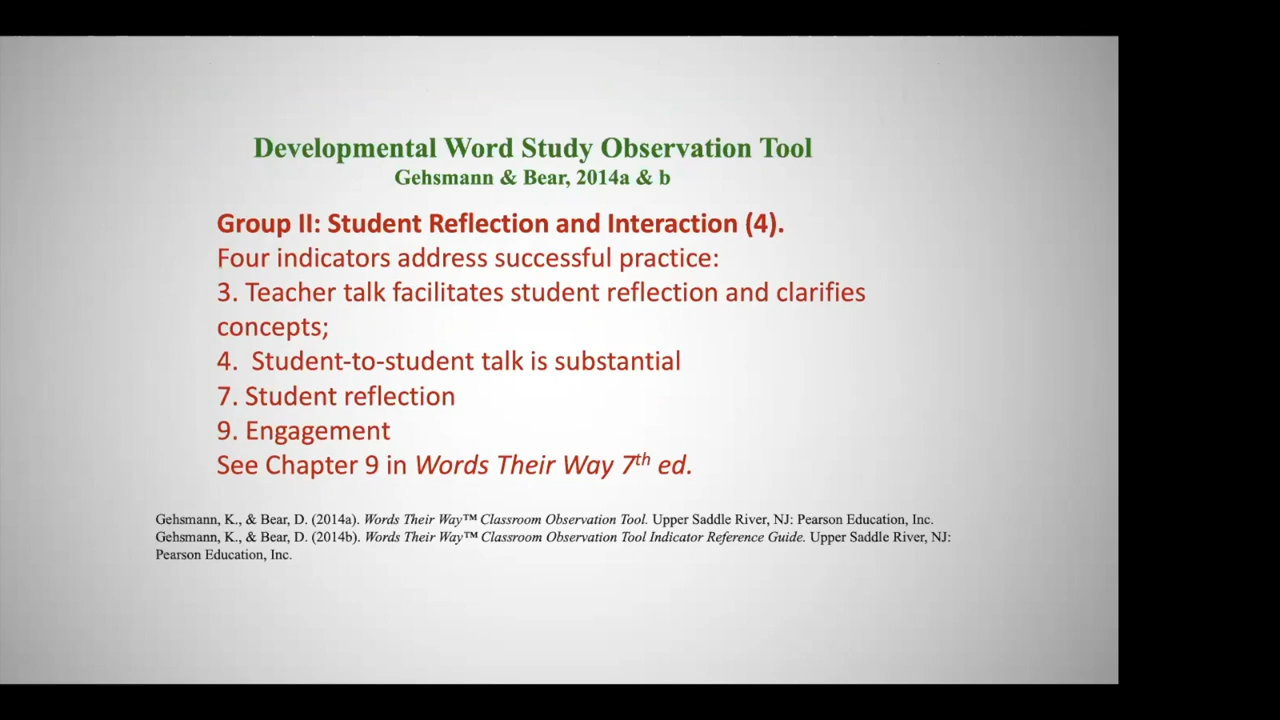 Developmental Word Study Observation Tool
Gehsmann & Bear, 2014a & b
Group II: Student Reflection and Interaction (4).
Four indicators address successful practice:
3. Teacher talk facilitates student reflection and clarifies
concepts;
4.  Student-to-student talk is substantial
7. Student reflection
9. Engagement
See Chapter 9 in Words Their Way 7th ed.
Gehsmann, K., & Bear, D. (2014a). Words Their Way™ Classroom Observation Tool. Upper Saddle River, NJ: Pearson Education, Inc.
Gehsmann, K., & Bear, D. (2014b). Words Their Way™ Classroom Observation Tool Indicator Reference Guide. Upper Saddle River, NJ:
Pearson Education, Inc.